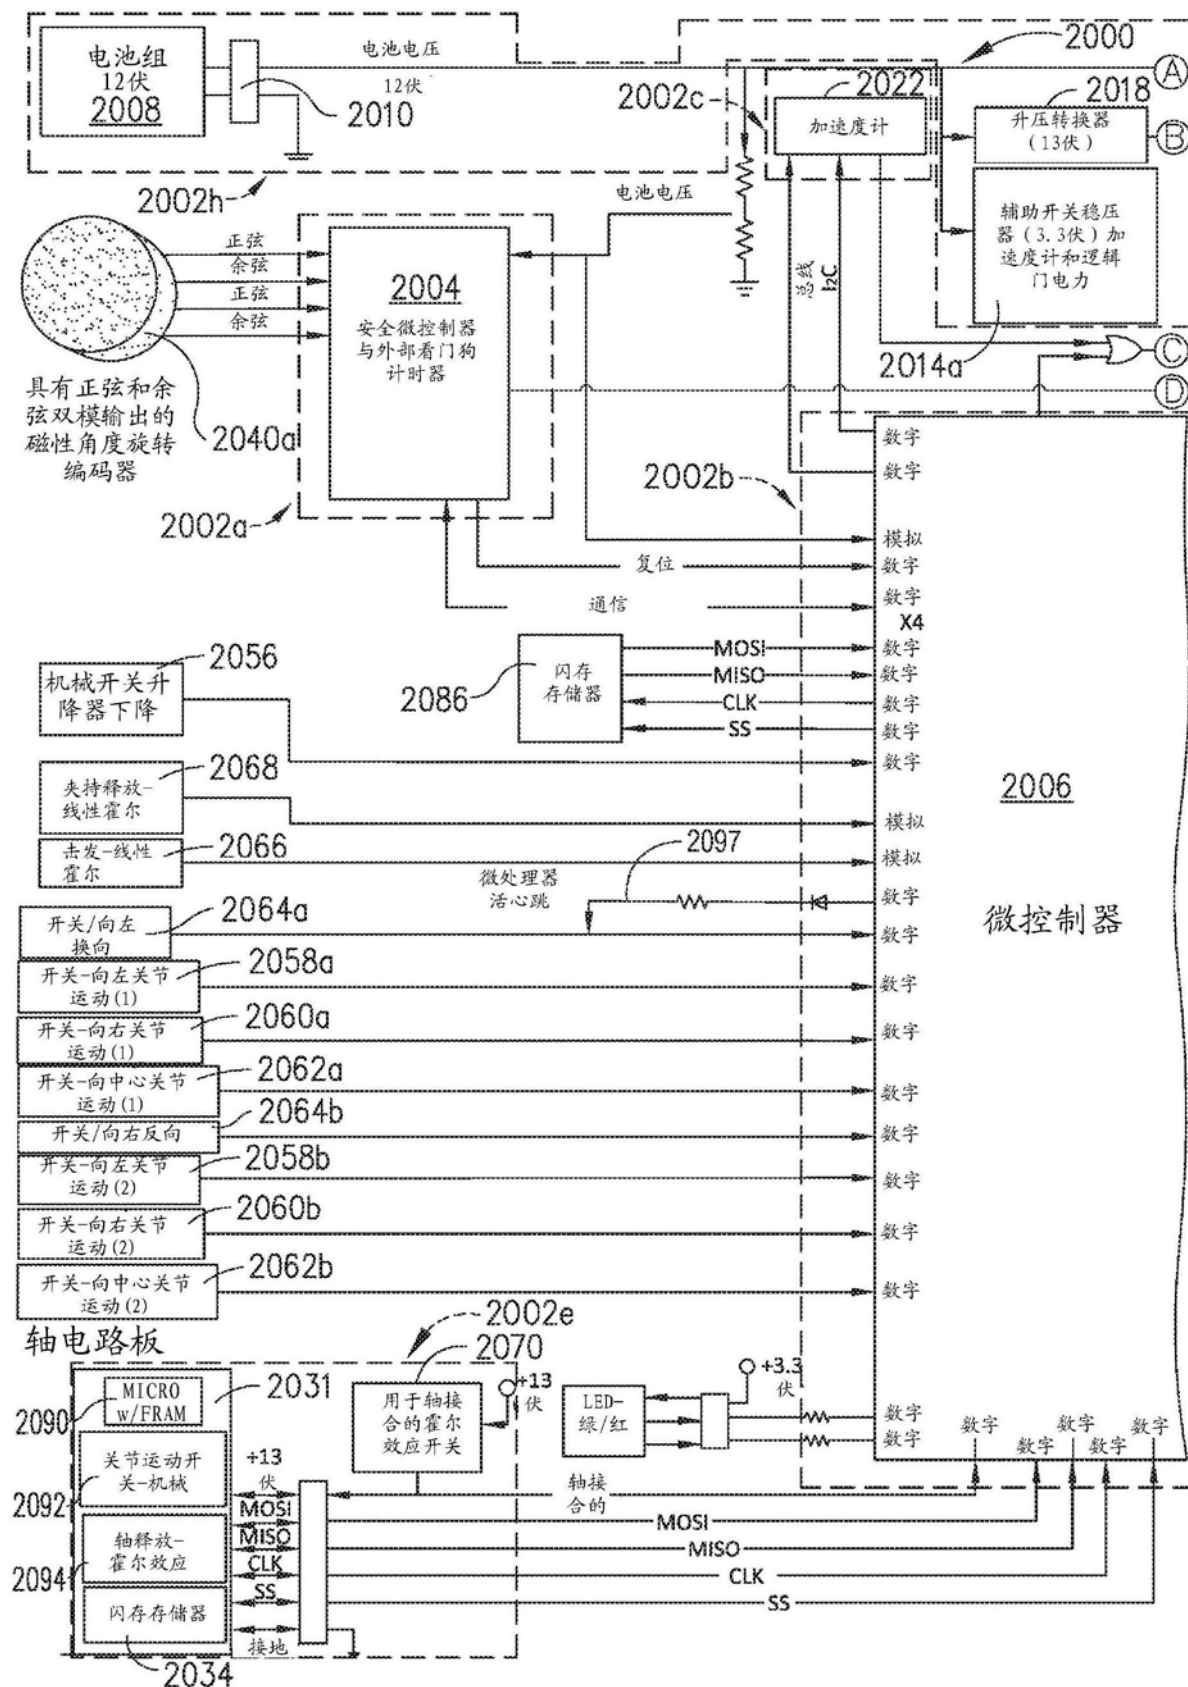 电池组
12伏
2008
电池电压
12伏
2010
2002h
2000
A
2002c
2022
加速度计
2018
升压转换器
(13伏)
B
辅助开关稳压
器(3.3伏)加
速度计和逻辑
门电力
2014a
C
D
电池电压
总线
I2C
正弦
余弦
正弦
余弦
2004
安全微控制器
与外部看门狗
计时器
具有正弦和余
弦双模输出的
磁性角度旋转
编码器
2040a
2002a
2002b
数字
数字
模拟
复位
数字
通信
数字
X4
2086
闪存
存储器
MOSI
数字
MISO
数字
CLK
数字
SS
数字
2056
机械开关升
降器下降
数字
2006
微控制器
2068
夹持释放-
线性霍尔
模拟
2066
击发-线性
霍尔
模拟
2097
微处理器
活心跳
数字
2064a
开关/向左
换向
数字
2058a
开关-向左关节
运动(1)
数字
2060a
开关-向右关节
运动(1)
数字
2062a
开关-向中心关节
运动(1)
数字
2064b
开关/向右反向
数字
2058b
开关-向左关节
运动(2)
数字
2060b
开关-向右关节
运动(2)
数字
2062b
开关-向中心关节
运动(2)
数字
轴电路板
2002e
2070
+13
伏
用于轴接
合的霍尔
效应开关
2031
2090
MICRO
w/FRAM
2092
关节运动开
关-机械
2094
轴释放-
霍尔效应
闪存存储器
2034
+13
伏
MOSI
MISO
CLK
SS
接地
LED-
绿/红
+3.3
伏
数字
数字
数字
数字
数字
数字
数字
轴接
合的
MOSI
MISO
CLK
SS